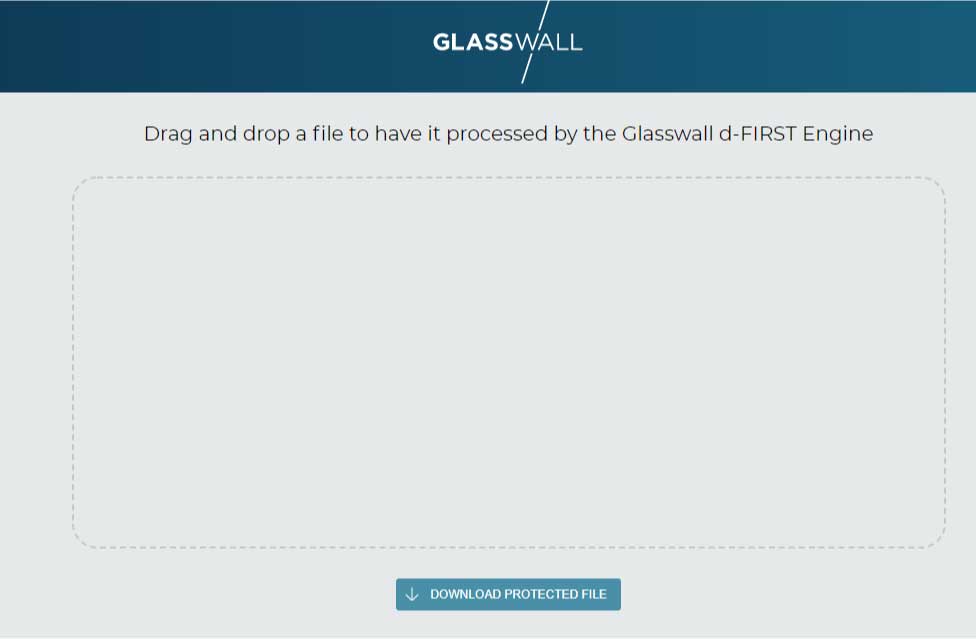 GLASSWALL
Drag and drop a file to have it processed by the Glasswall d-FIRST Engine
DOWNLOAD PROTECTED FILE